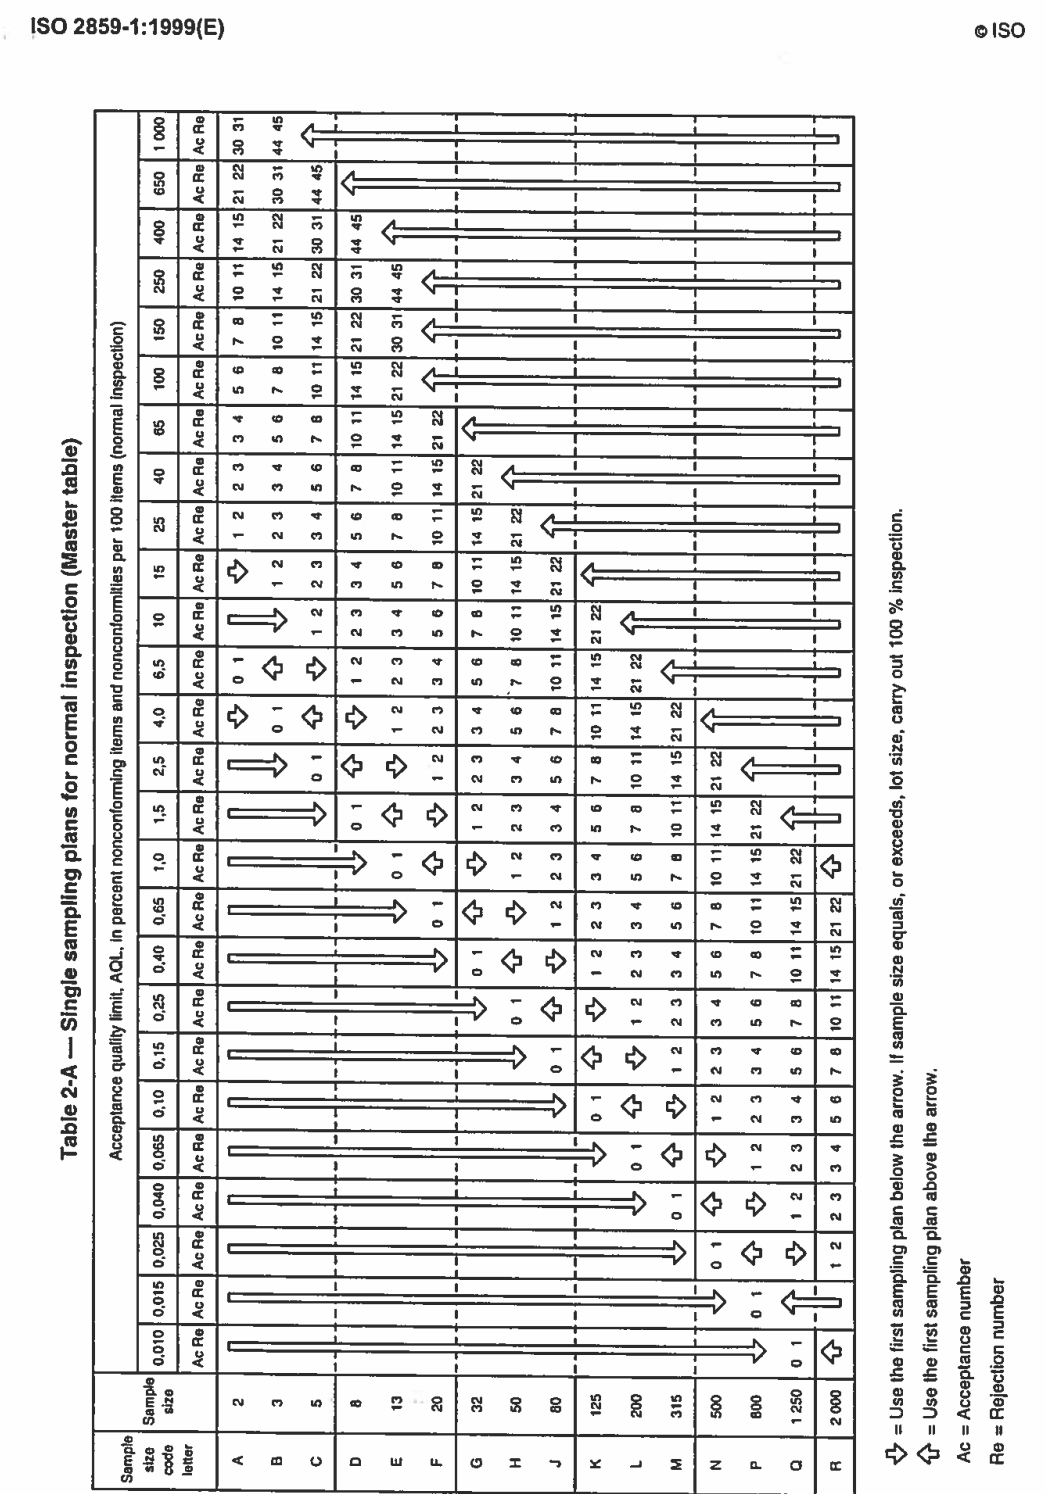 ISO 2859-1:1999(E)
© ISO
Table 2-A — Single sampling plans for normal inspection (Master table)
Sample size code letter
Sample size
Acceptance quality limit, AQL, in percent nonconforming items and nonconformities per 100 items (normal inspection)
0,010 0,015 0,025 0,040 0,065 0,10 0,15 0,25 0,40 0,65 1,0 1,5 2,5 4,0 6,5 10 15 25 40 65 100 150 250 400 650 1 000
Ac Re Ac Re Ac Re Ac Re Ac Re Ac Re Ac Re Ac Re Ac Re Ac Re Ac Re Ac Re Ac Re Ac Re Ac Re Ac Re Ac Re Ac Re Ac Re Ac Re Ac Re Ac Re Ac Re Ac Re Ac Re Ac Re
A 2 0 1 1 2 2 3 3 4 5 6 7 8 10 11 14 15 21 22 30 31
B 3 0 1 1 2 2 3 3 4 5 6 7 8 10 11 14 15 21 22 30 31 44 45
C 5 0 1 1 2 2 3 3 4 5 6 7 8 10 11 14 15 21 22 30 31 44 45
D 8 0 1 1 2 2 3 3 4 5 6 7 8 10 11 14 15 21 22 30 31 44 45
E 13 0 1 1 2 2 3 3 4 5 6 7 8 10 11 14 15 21 22 30 31 44 45
F 20 0 1 1 2 2 3 3 4 5 6 7 8 10 11 14 15 21 22
G 32 0 1 1 2 2 3 3 4 5 6 7 8 10 11 14 15 21 22
H 50 0 1 1 2 2 3 3 4 5 6 7 8 10 11 14 15 21 22
J 80 0 1 1 2 2 3 3 4 5 6 7 8 10 11 14 15 21 22
K 125 0 1 1 2 2 3 3 4 5 6 7 8 10 11 14 15 21 22
L 200 0 1 1 2 2 3 3 4 5 6 7 8 10 11 14 15 21 22
M 315 0 1 1 2 2 3 3 4 5 6 7 8 10 11 14 15 21 22
N 500 0 1 1 2 2 3 3 4 5 6 7 8 10 11 14 15 21 22
P 800 0 1 1 2 2 3 3 4 5 6 7 8 10 11 14 15 21 22
Q 1 250 0 1 1 2 2 3 3 4 5 6 7 8 10 11 14 15 21 22
R 2 000 1 2 2 3 3 4 5 6 7 8 10 11 14 15 21 22
= Use the first sampling plan below the arrow. If sample size equals, or exceeds, lot size, carry out 100 % inspection.
= Use the first sampling plan above the arrow.
Ac = Acceptance number
Re = Rejection number